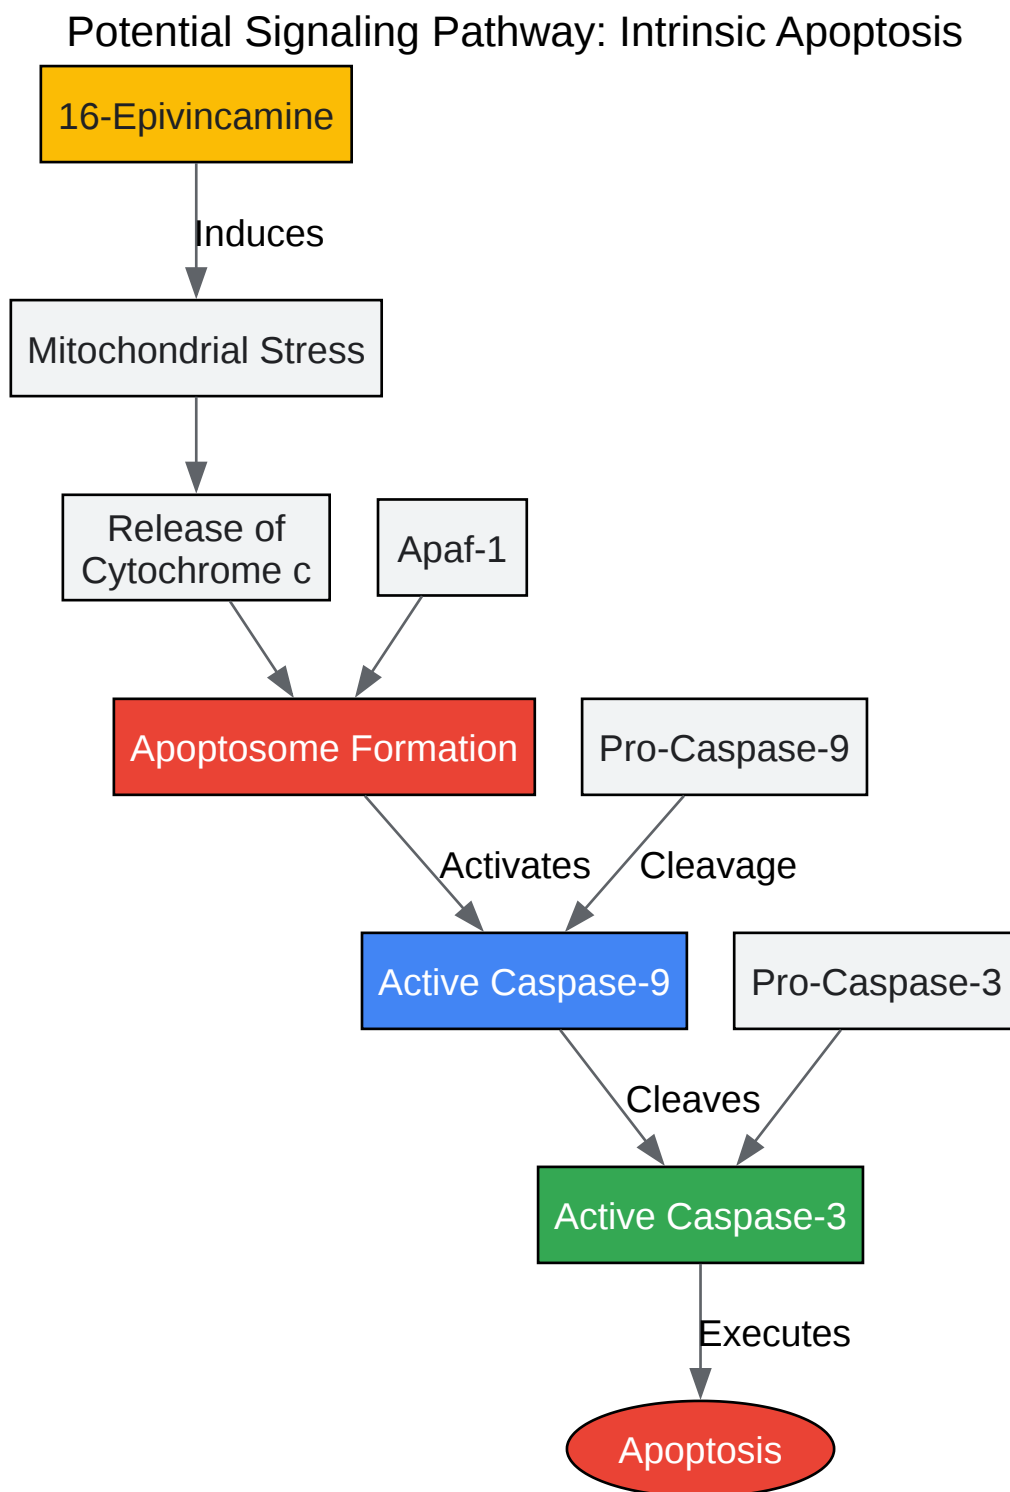 Potential Signaling Pathway: Intrinsic Apoptosis
16-Epivincamine
Induces
Mitochondrial Stress
Release of
Cytochrome c
Apaf-1
Apoptosome Formation
Pro-Caspase-9
Activates
Cleavage
Active Caspase-9
Pro-Caspase-3
Cleaves
Active Caspase-3
Executes
Apoptosis